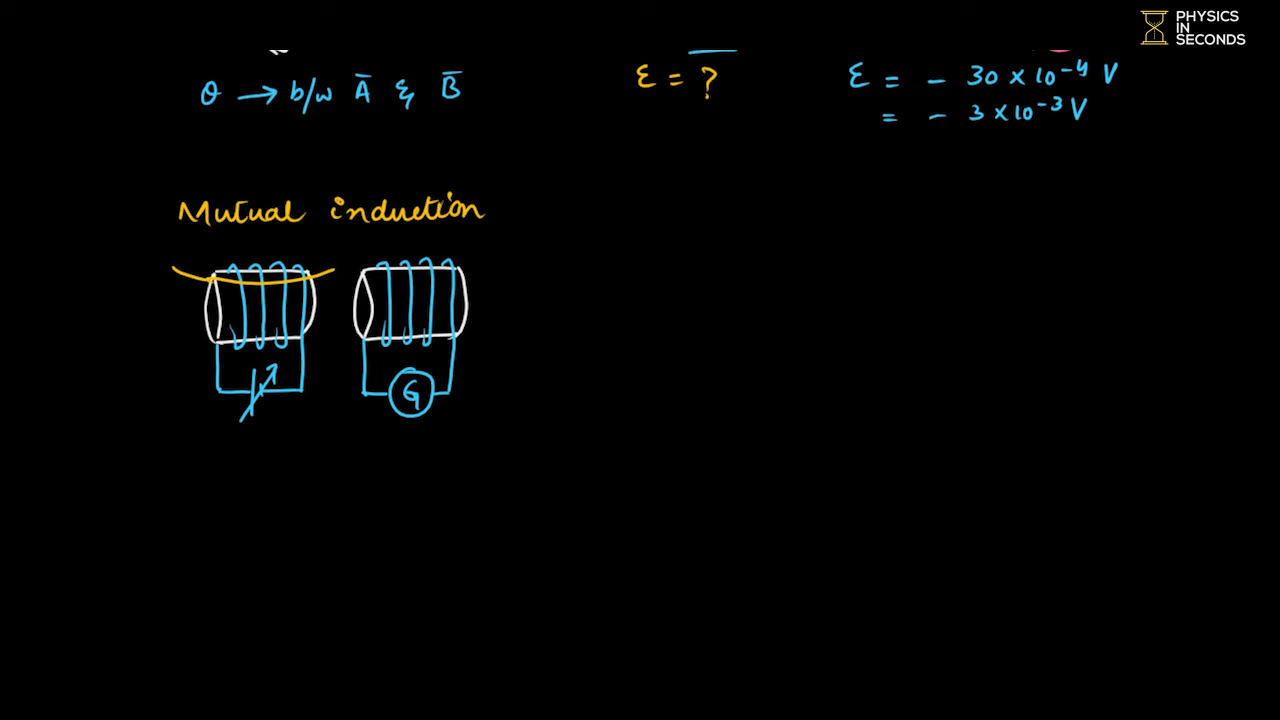 PHYSICS
IN
SECONDS
θ → b/w A̅ & B̅
ε = ?
ε = - 30 × 10⁻⁴ V
= - 3 × 10⁻³ V
Mutual induction
G